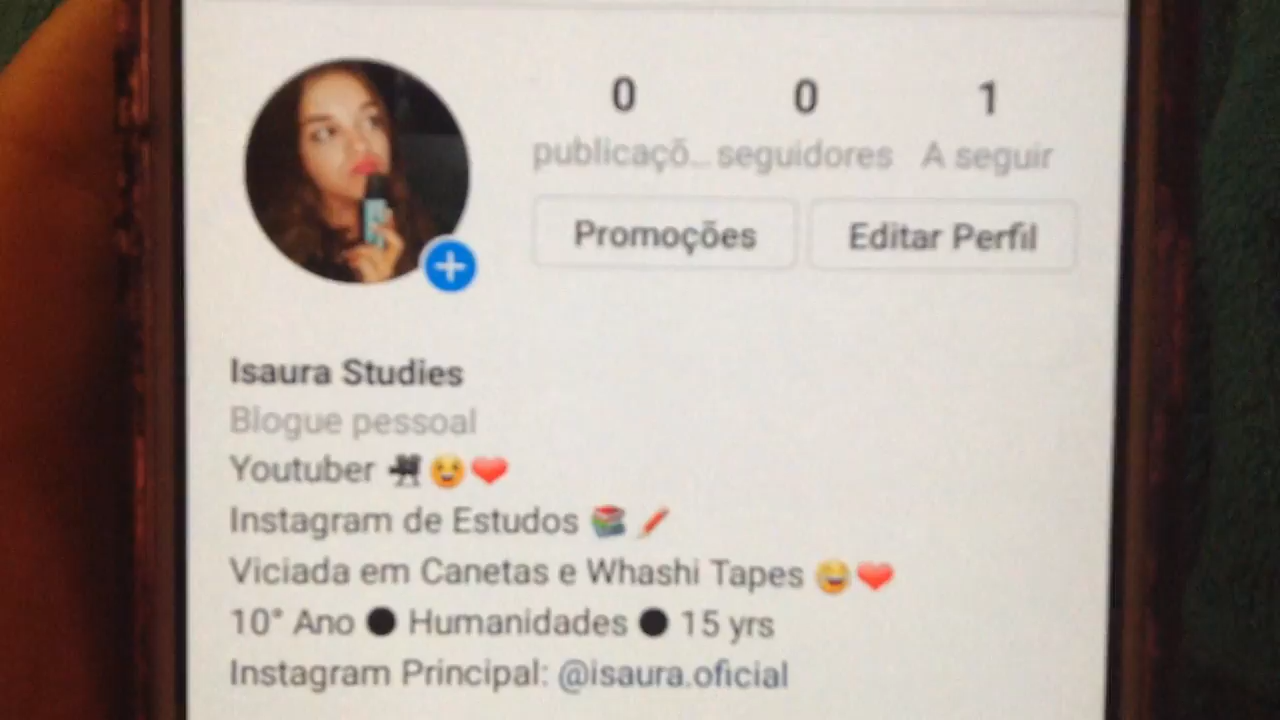 0 0 1
publicaçõ... seguidores A seguir
Promoções Editar Perfil
Isaura Studies
Blogue pessoal
Youtuber 🎥😆❤️
Instagram de Estudos 📚🖍️
Viciada em Canetas e Whashi Tapes 😂❤️
10° Ano ⚫ Humanidades ⚫ 15 yrs
Instagram Principal: @isaura.oficial